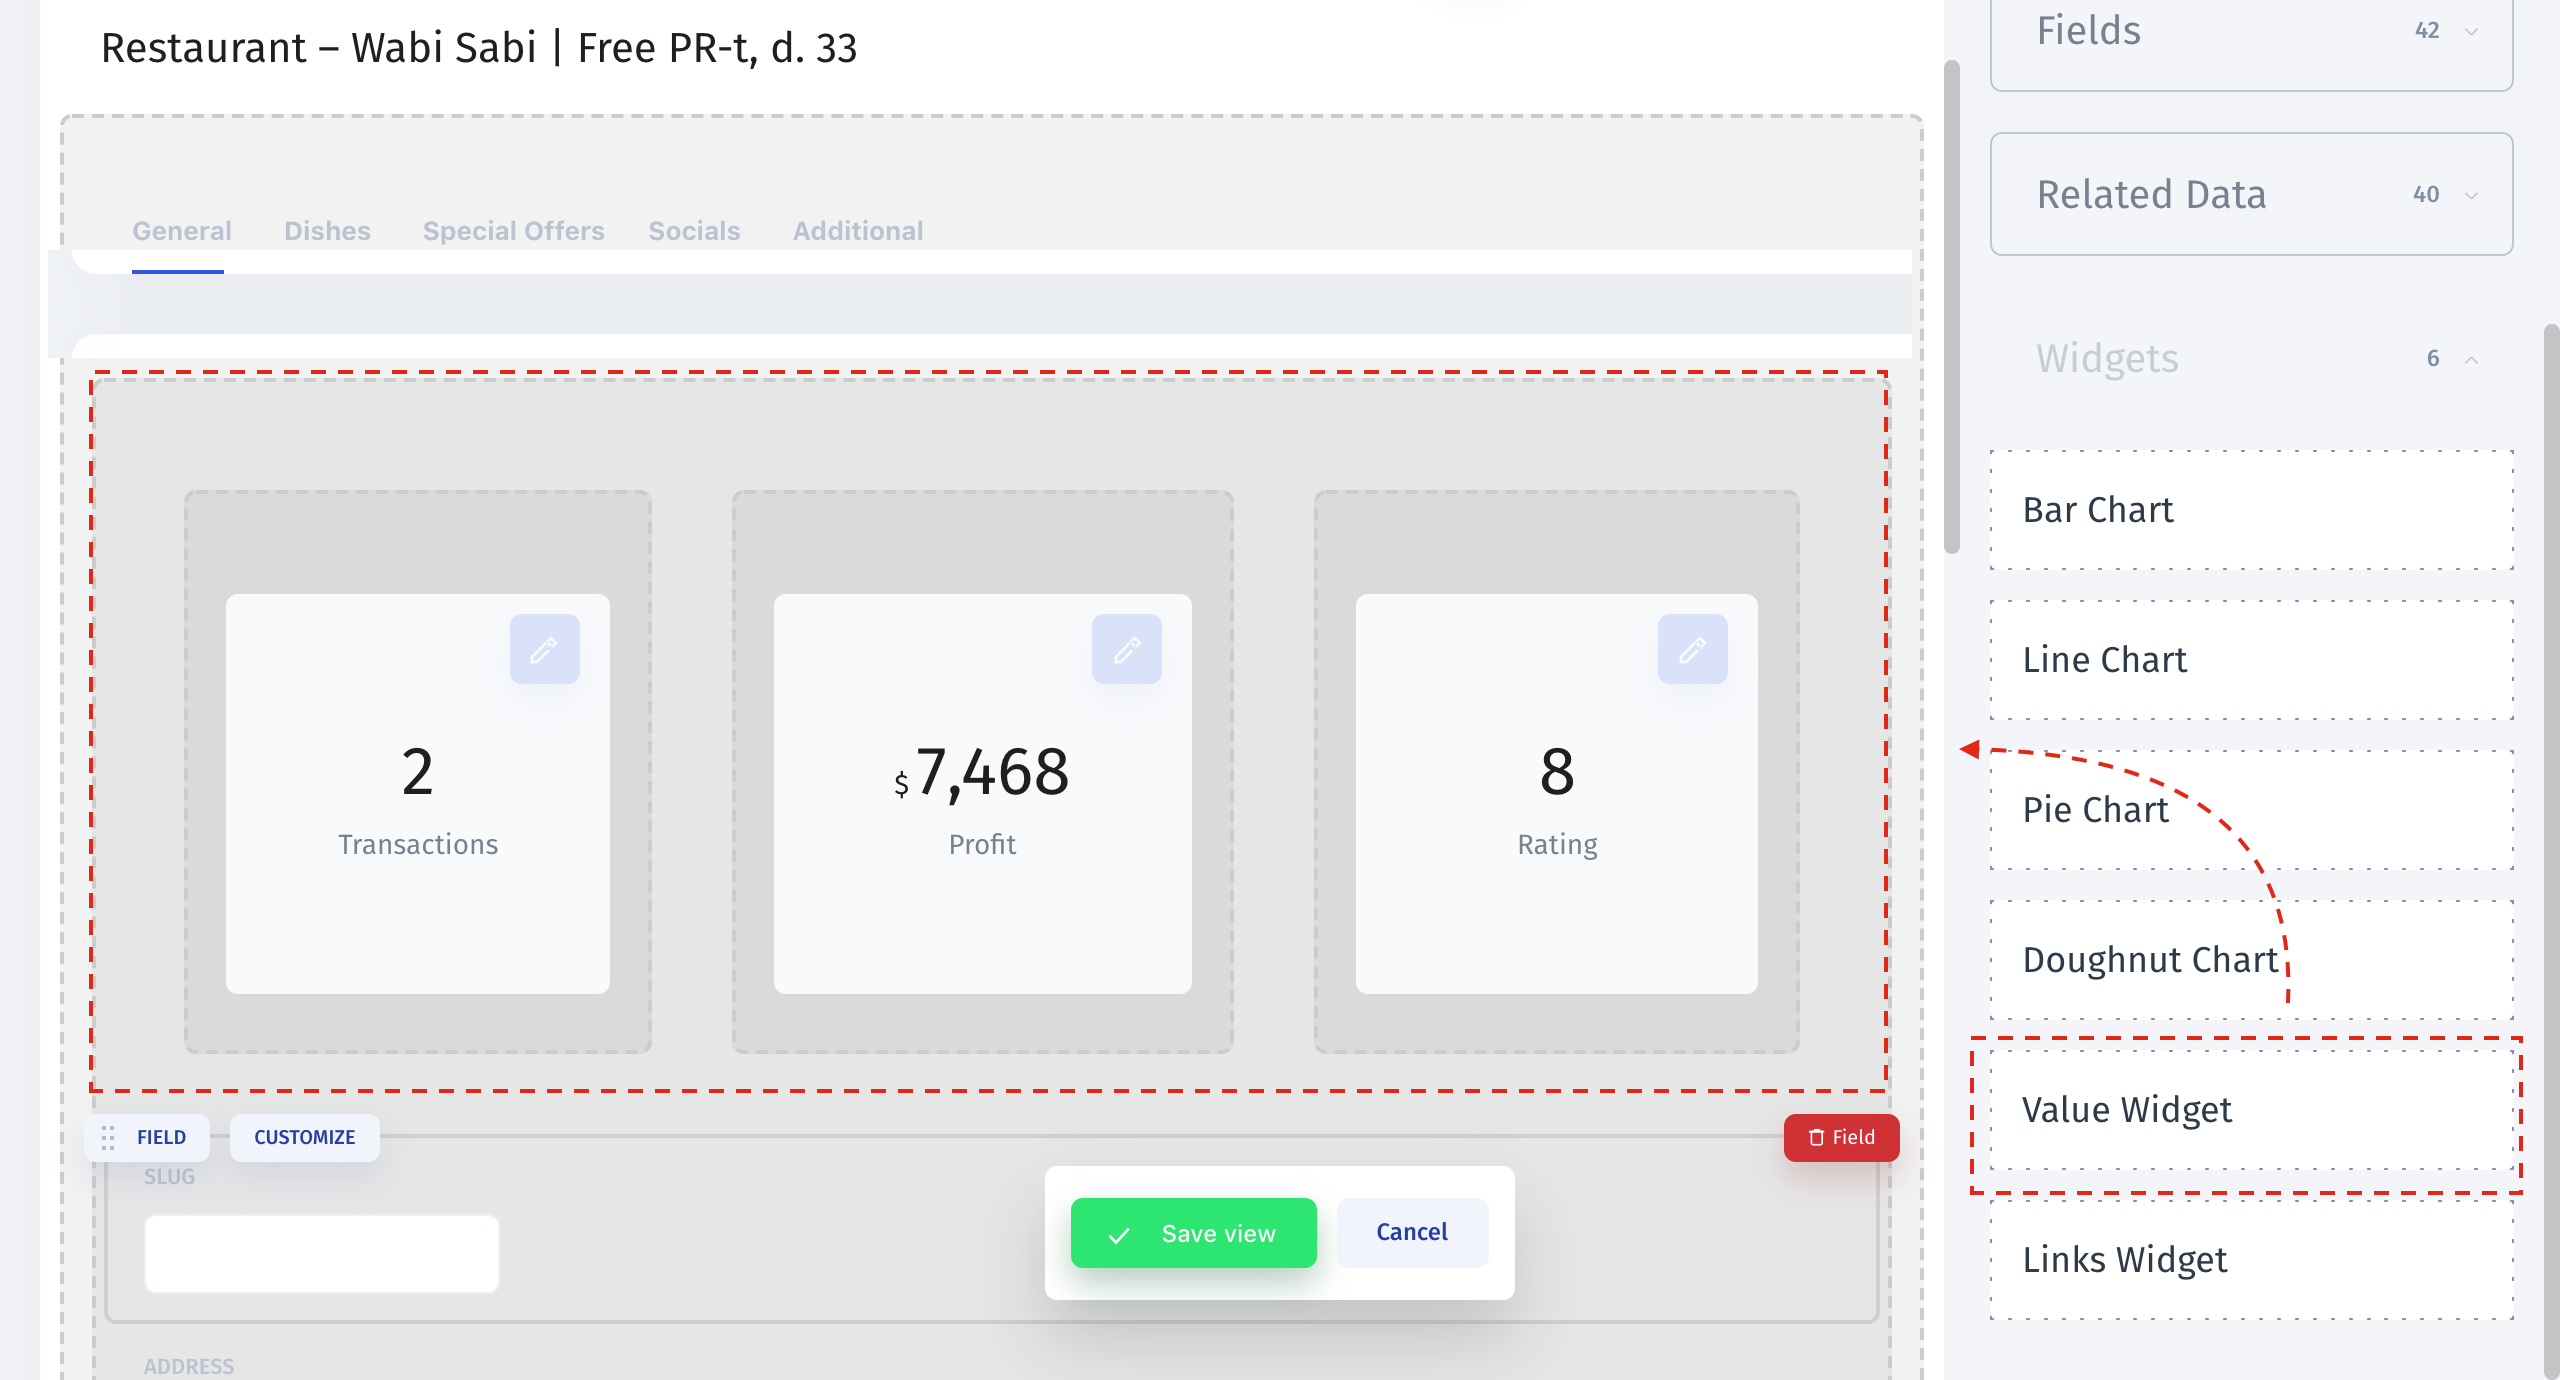 Restaurant – Wabi Sabi | Free PR-t, d. 33
General Dishes Special Offers Socials Additional
2
Transactions
$7,468
Profit
8
Rating
FIELD CUSTOMIZE
Field
SLUG
Save view Cancel
ADDRESS
Fields 42
Related Data 40
Widgets 6
Bar Chart
Line Chart
Pie Chart
Doughnut Chart
Value Widget
Links Widget